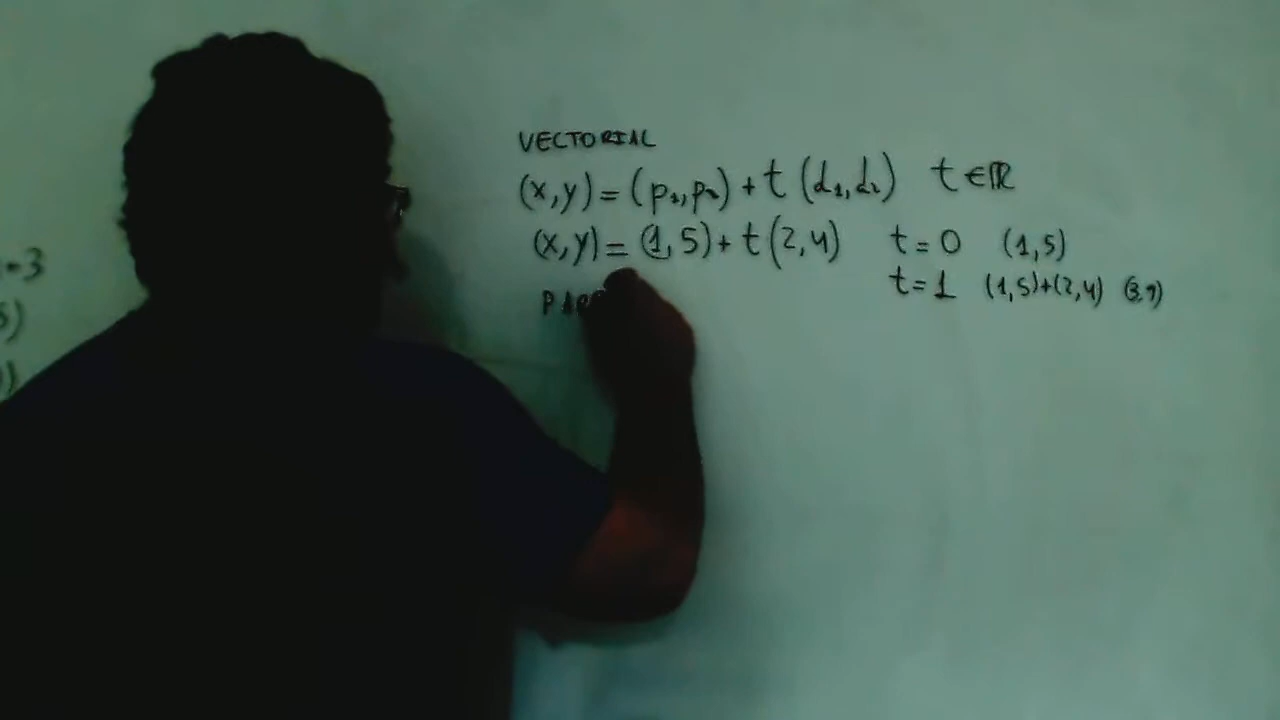 VECTORIAL
(x,y) = (p₁,p₂) + t (d₁,d₂) t ∈ ℝ
(x,y) = (1,5) + t (2,4) t = 0 (1,5)
t = 1 (1,5)+(2,4) (3,9)